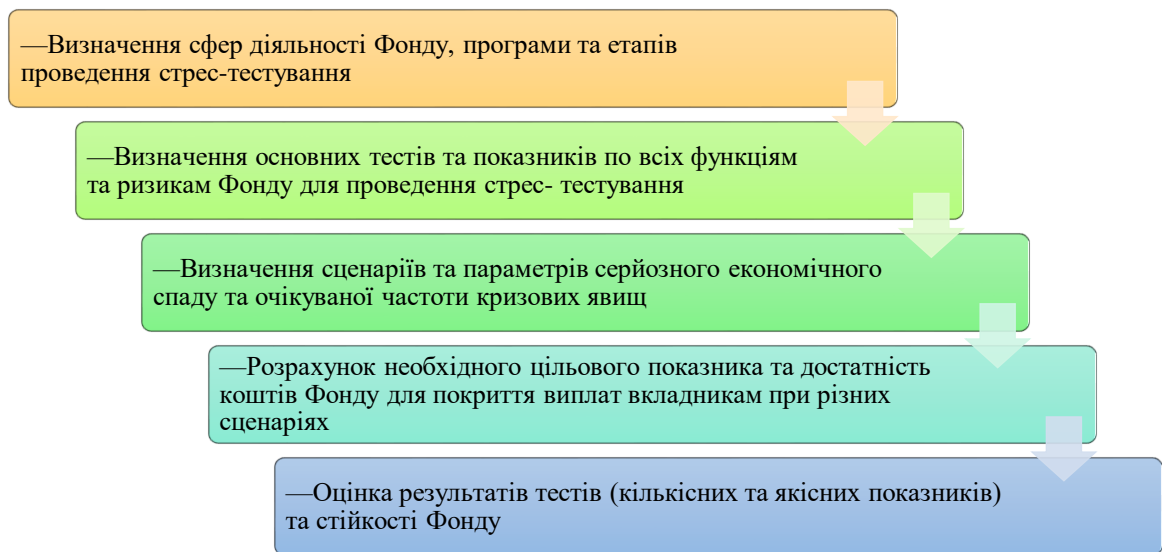 —Визначення сфер діяльності Фонду, програми та етапів
проведення стрес-тестування
—Визначення основних тестів та показників по всіх функціям
та ризикам Фонду для проведення стрес- тестування
—Визначення сценаріїв та параметрів серйозного економічного
спаду та очікуваної частоти кризових явищ
—Розрахунок необхідного цільового показника та достатність
коштів Фонду для покриття виплат вкладникам при різних
сценаріях
—Оцінка результатів тестів (кількісних та якісних показників)
та стійкості Фонду